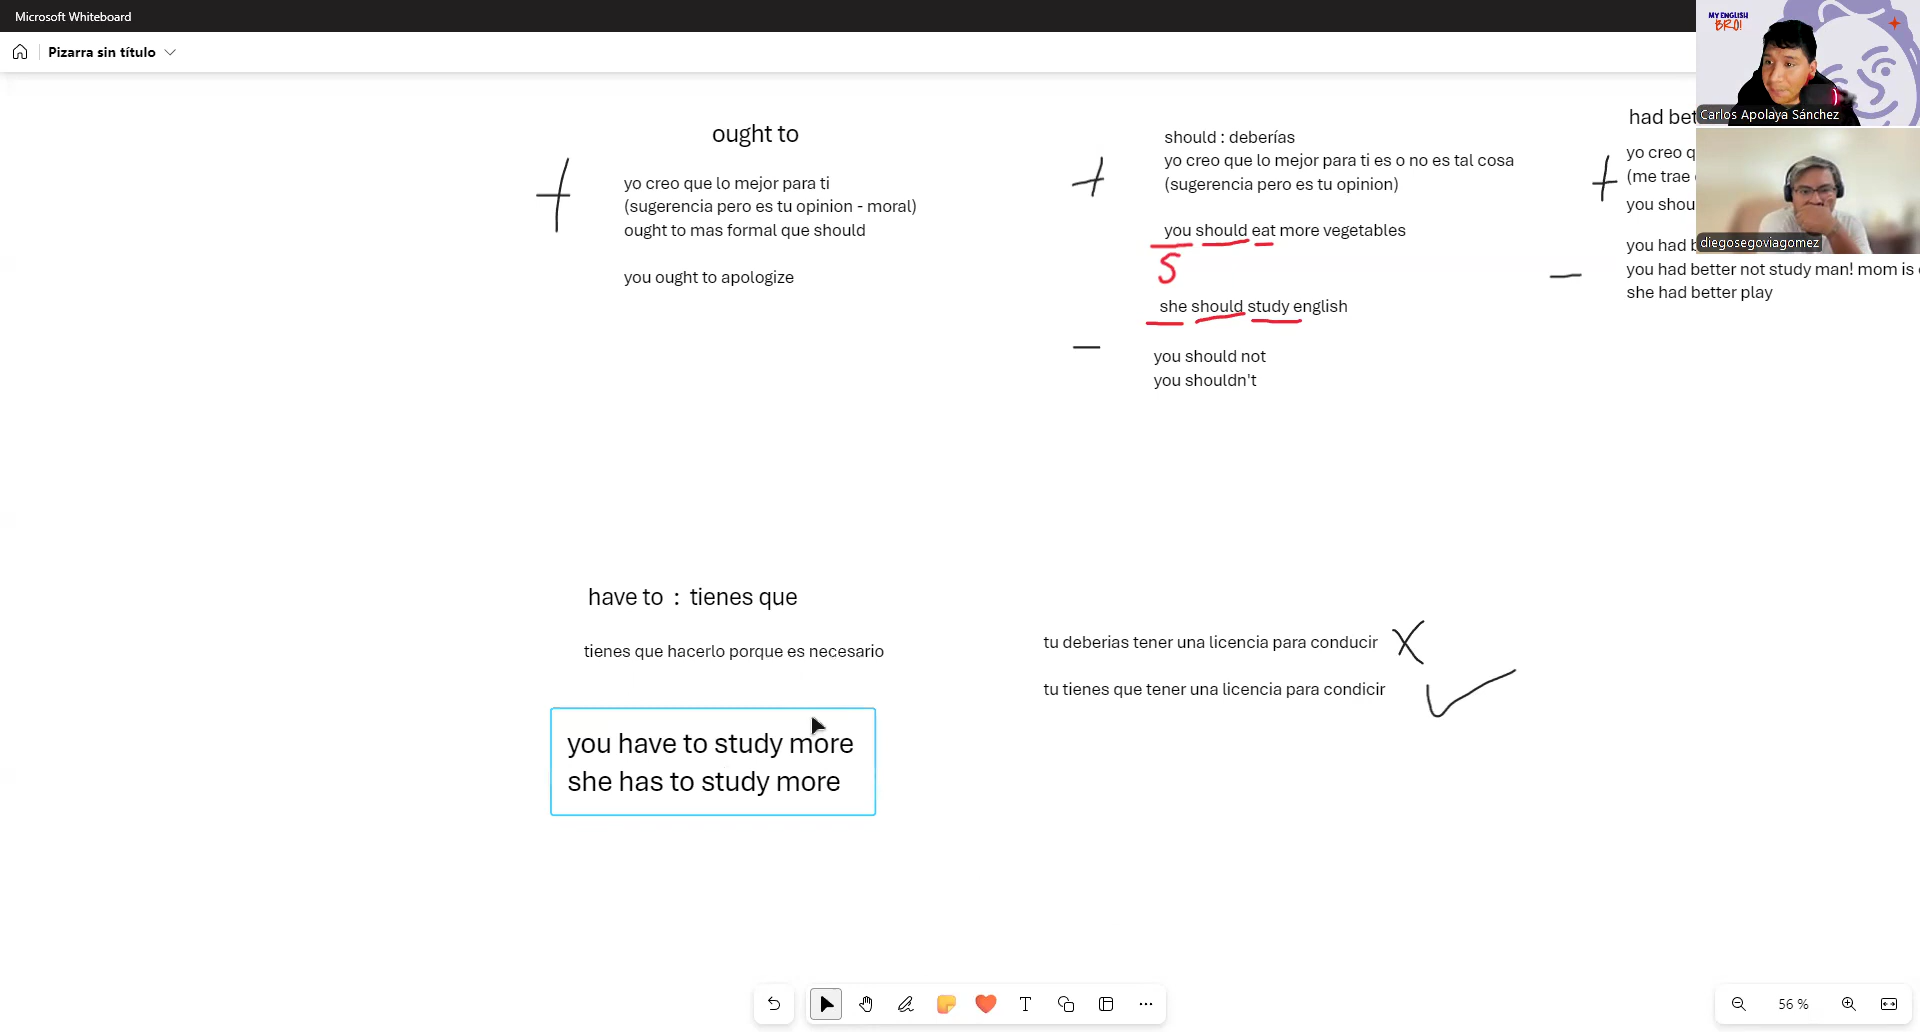 Microsoft Whiteboard
Pizarra sin título
MY ENGLISH
BRO!
Carlos Apolaya Sánchez
diegosegoviagomez
ought to
yo creo que lo mejor para ti
(sugerencia pero es tu opinion - moral)
ought to mas formal que should
you ought to apologize
should : deberías
yo creo que lo mejor para ti es o no es tal cosa
(sugerencia pero es tu opinion)
you should eat more vegetables
S
she should study english
you should not
you shouldn't
had
yo creo
(me trae
you
you had
you had better not study man! mom is
she had better play
have to : tienes que
tienes que hacerlo porque es necesario
you have to study more
she has to study more
tu deberias tener una licencia para conducir
tu tienes que tener una licencia para condicir
56 %